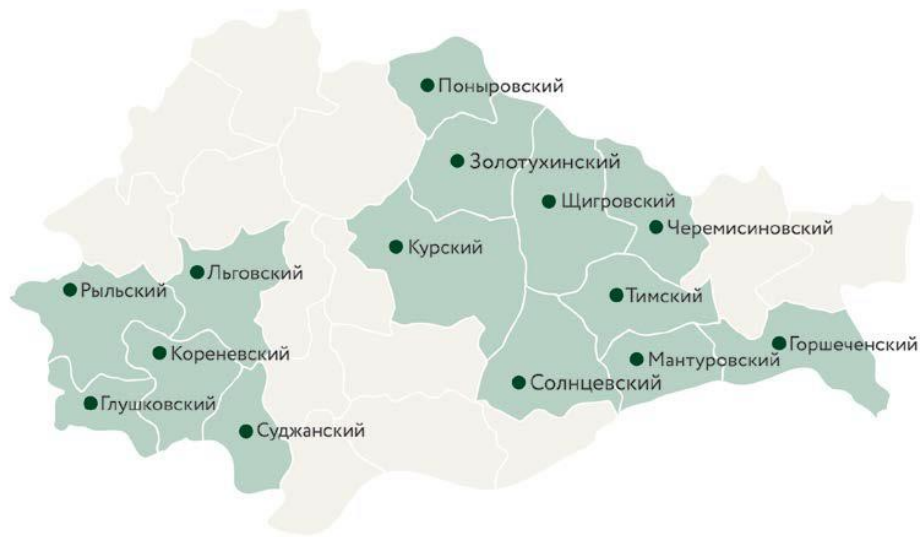 Поныровский
Золотухинский
Щигровский
Черемисиновский
Курский
Льговский
Рыльский
Тимский
Горшеченский
Кореневский
Мантуровский
Солнцевский
Глушковский
Суджанский